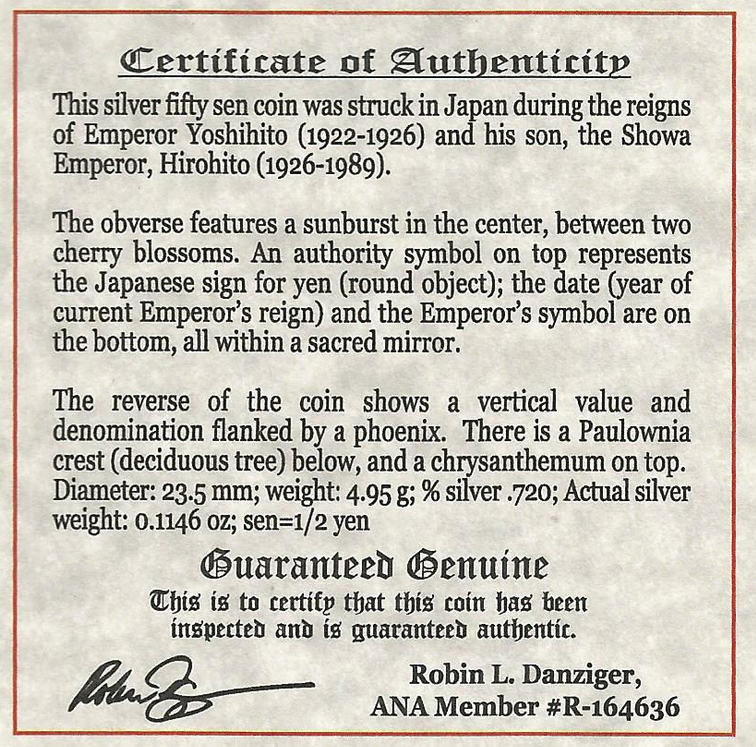 Certificate of Authenticity
This silver fifty sen coin was struck in Japan during the reigns
of Emperor Yoshihito (1922-1926) and his son, the Showa
Emperor, Hirohito (1926-1989).
The obverse features a sunburst in the center, between two
cherry blossoms. An authority symbol on top represents
the Japanese sign for yen (round object); the date (year of
current Emperor's reign) and the Emperor's symbol are on
the bottom, all within a sacred mirror.
The reverse of the coin shows a vertical value and
denomination flanked by a phoenix. There is a Paulownia
crest (deciduous tree) below, and a chrysanthemum on top.
Diameter: 23.5 mm; weight: 4.95 g; % silver .720; Actual silver
weight: 0.1146 oz; sen=1/2 yen
Guaranteed Genuine
This is to certify that this coin has been
inspected and is guaranteed authentic.
Robin L. Danziger,
ANA Member #R-164636